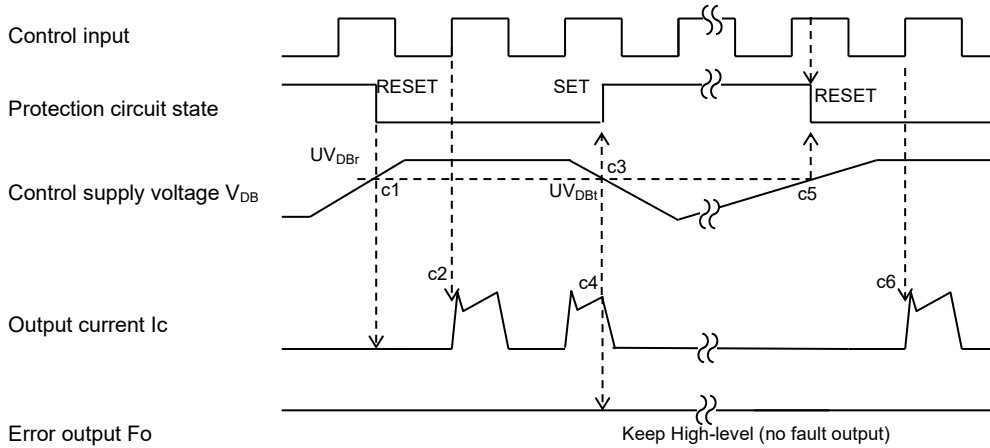 Control input
Protection circuit state
RESET
SET
RESET
Control supply voltage VDB
UVDBr
c1
UVDBt
c3
c5
Output current Ic
c2
c4
c6
Error output Fo
Keep High-level (no fault output)